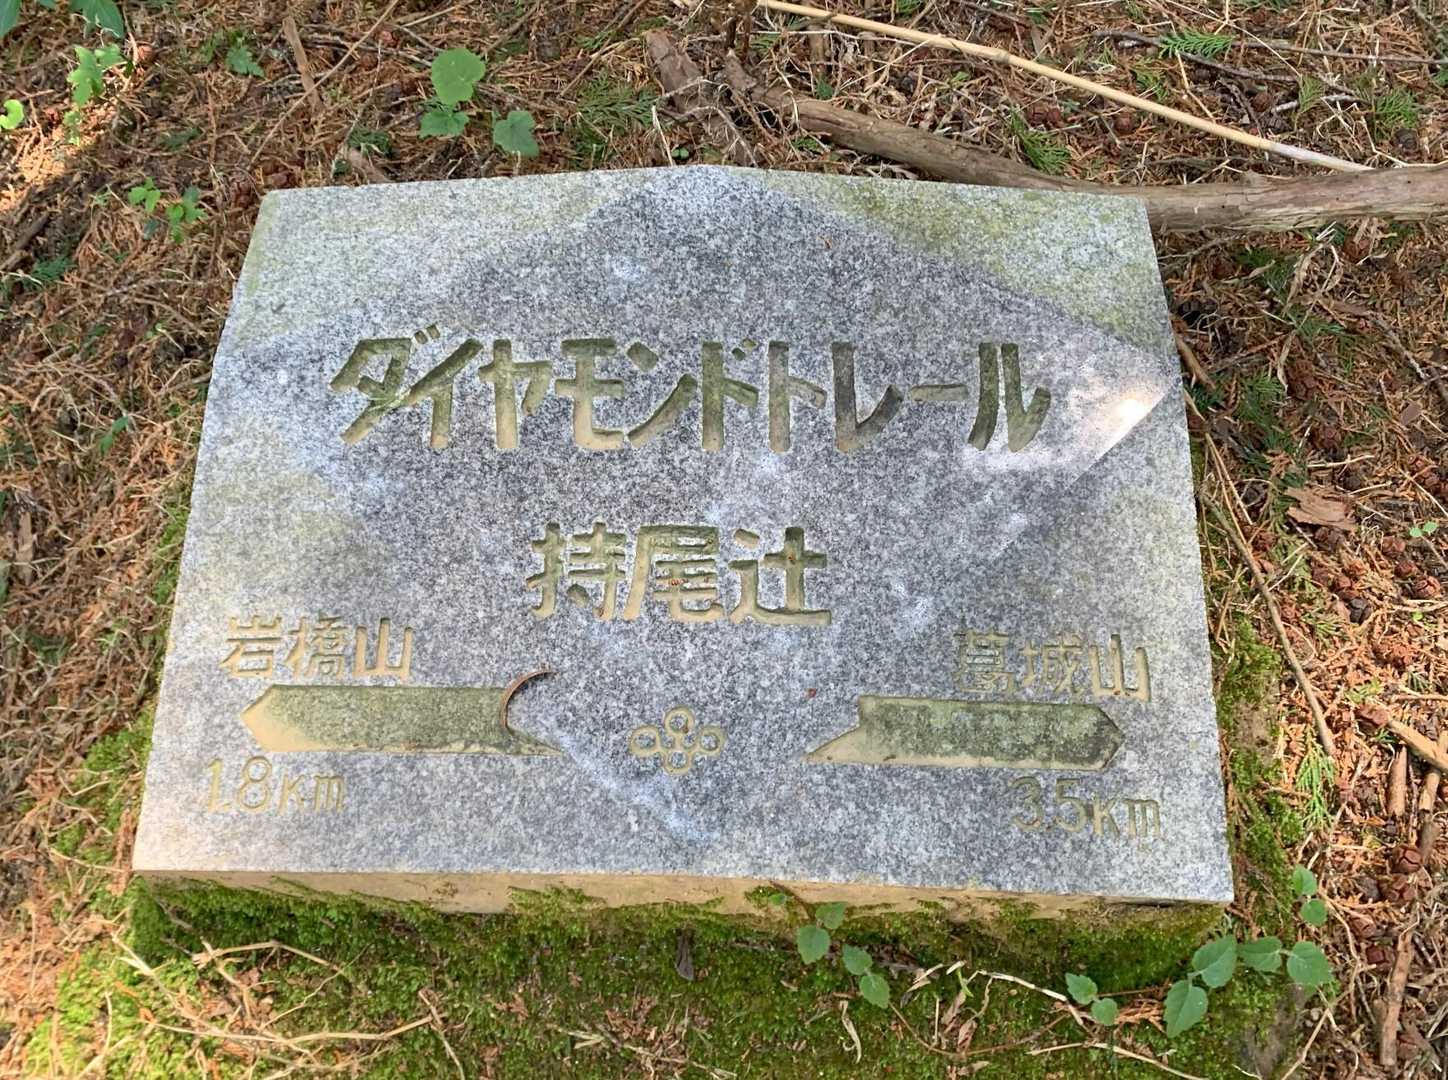 ダイヤモンドトレール
持尾辻
岩橋山 葛城山
1.8km 3.5km